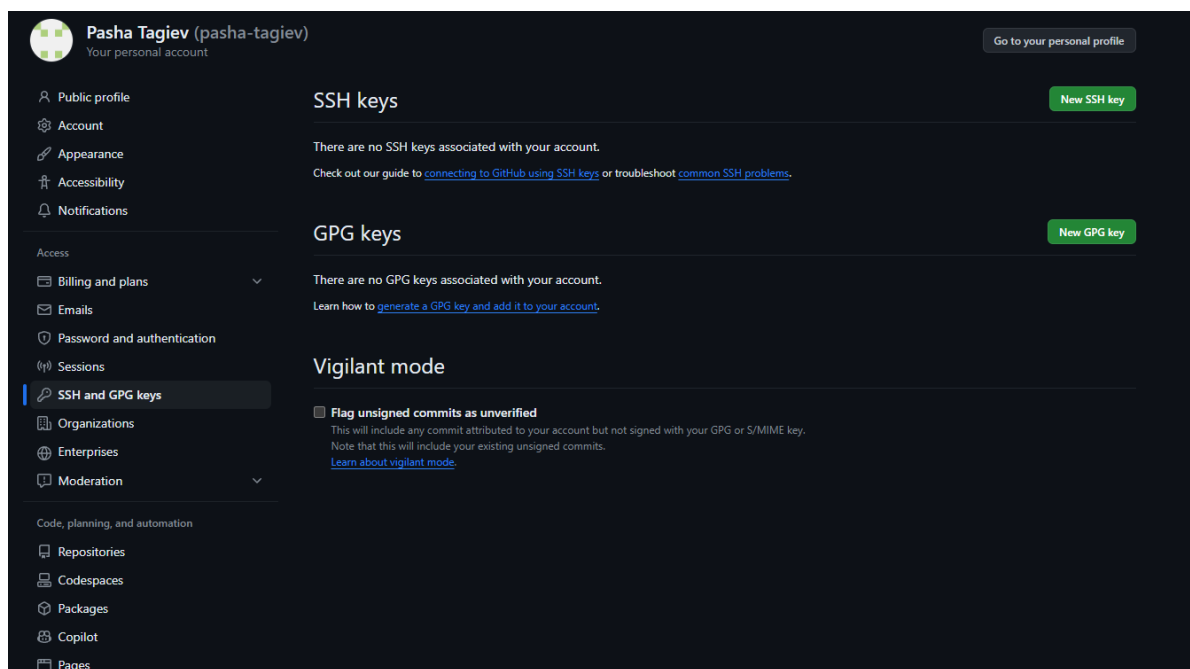 Pasha Tagiev (pasha-tagiev)
Your personal account
Go to your personal profile
Public profile
Account
Appearance
Accessibility
Notifications
Access
Billing and plans
Emails
Password and authentication
Sessions
SSH and GPG keys
Organizations
Enterprises
Moderation
Code, planning, and automation
Repositories
Codespaces
Packages
Copilot
Pages
SSH keys
New SSH key
There are no SSH keys associated with your account.
Check out our guide to connecting to GitHub using SSH keys or troubleshoot common SSH problems.
GPG keys
New GPG key
There are no GPG keys associated with your account.
Learn how to generate a GPG key and add it to your account.
Vigilant mode
Flag unsigned commits as unverified
This will include any commit attributed to your account but not signed with your GPG or S/MIME key.
Note that this will include your existing unsigned commits.
Learn about vigilant mode.